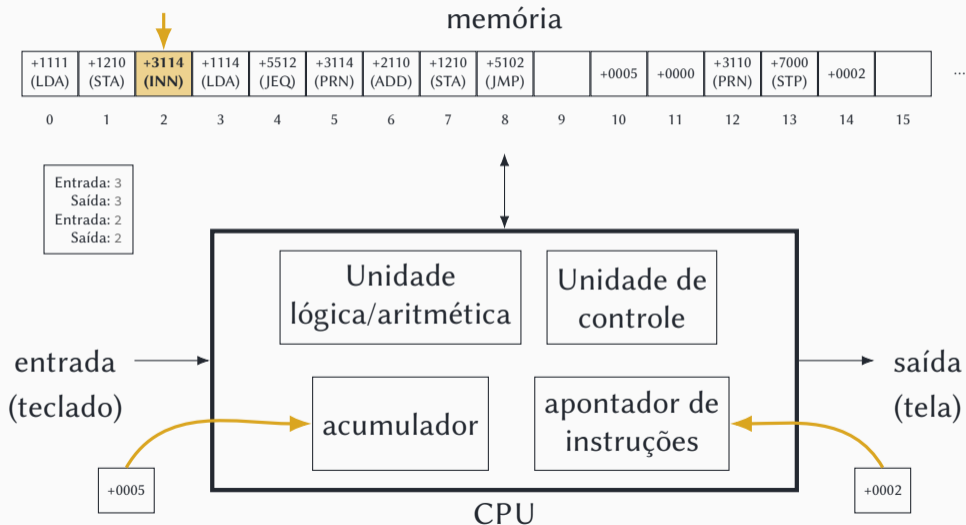 memória
+1111 +1210 +3114 +1114 +5512 +3114 +2110 +1210 +5102 +0005 +0000 +3110 +7000 +0002 ...
(LDA) (STA) (INN) (LDA) (JEQ) (PRN) (ADD) (STA) (JMP) (PRN) (STP)
0 1 2 3 4 5 6 7 8 9 10 11 12 13 14 15
Entrada: 3
Saída: 3
Entrada: 2
Saída: 2
Unidade
lógica/aritmética
Unidade de
controle
entrada
(teclado)
saída
(tela)
acumulador
apontador de
instruções
+0005
+0002
CPU